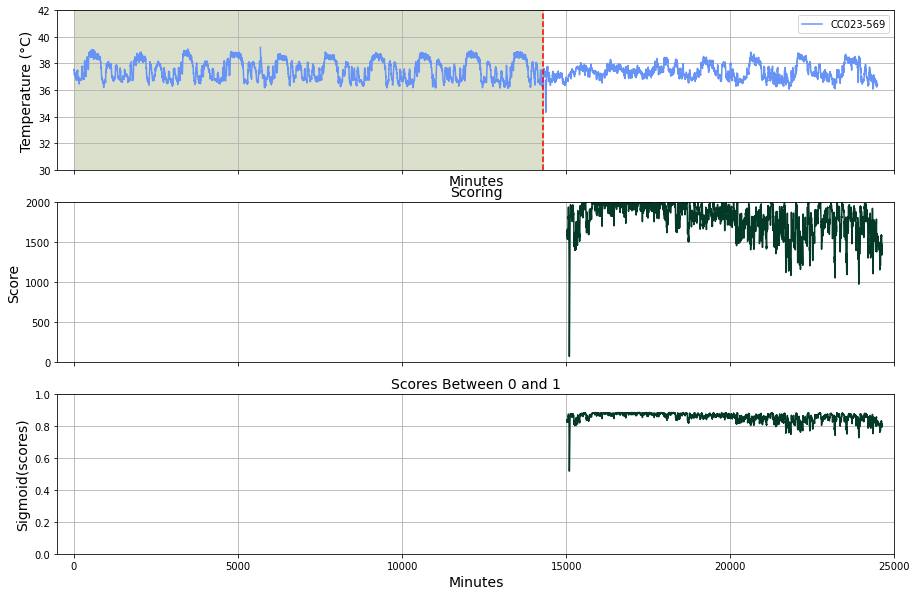 42
40
38
36
34
32
30
Temperature (°C)
CC023-569
Minutes
Scoring
2000
1500
1000
500
0
Score
Scores Between 0 and 1
1.0
0.8
0.6
0.4
0.2
0.0
Sigmoid(scores)
0 5000 10000 15000 20000 25000
Minutes